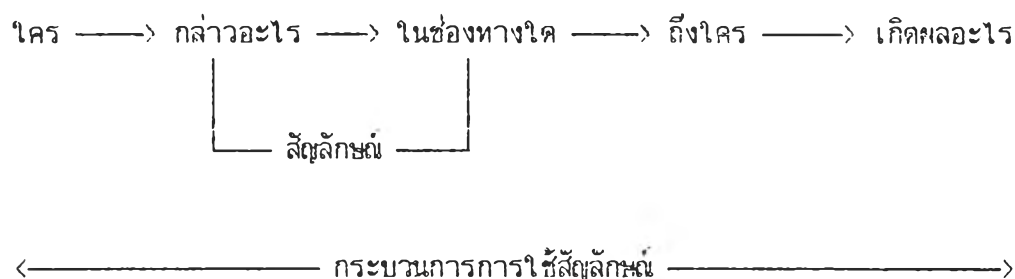 ใคร ——> กล่าวอะไร ——> ในช่องทางใด ——> ถึงใคร ——> เกิดผลอะไร
สัญลักษณ์
<—— กระบวนการการใช้สัญลักษณ์ ——>